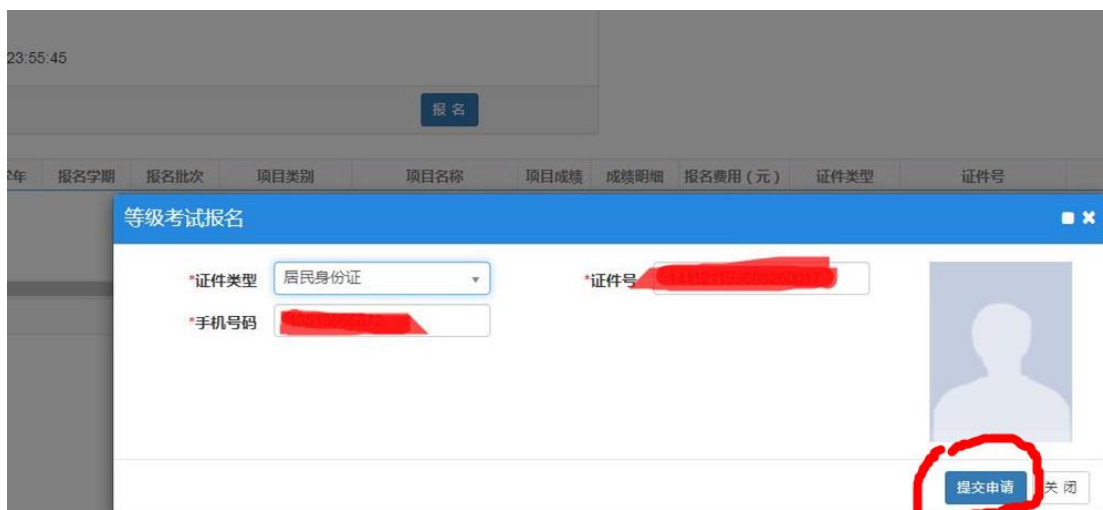 23:55:45
报 名
年 报名学期 报名批次 项目类别 项目名称 项目成绩 成绩明细 报名费用（元） 证件类型 证件号
等级考试报名
*证件类型 居民身份证 *证件号
*手机号码
提交申请 关 闭